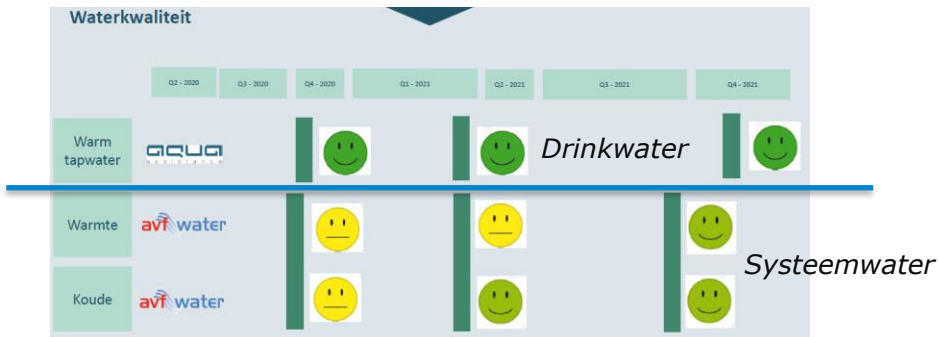 Waterkwaliteit
Q2 - 2020 Q3 - 2020 Q4 - 2020 Q1 - 2021 Q2 - 2021 Q3 - 2021 Q4 - 2021
Warm
tapwater
aqua
Drinkwater
Warmte avf water
Systeemwater
Koude avf water